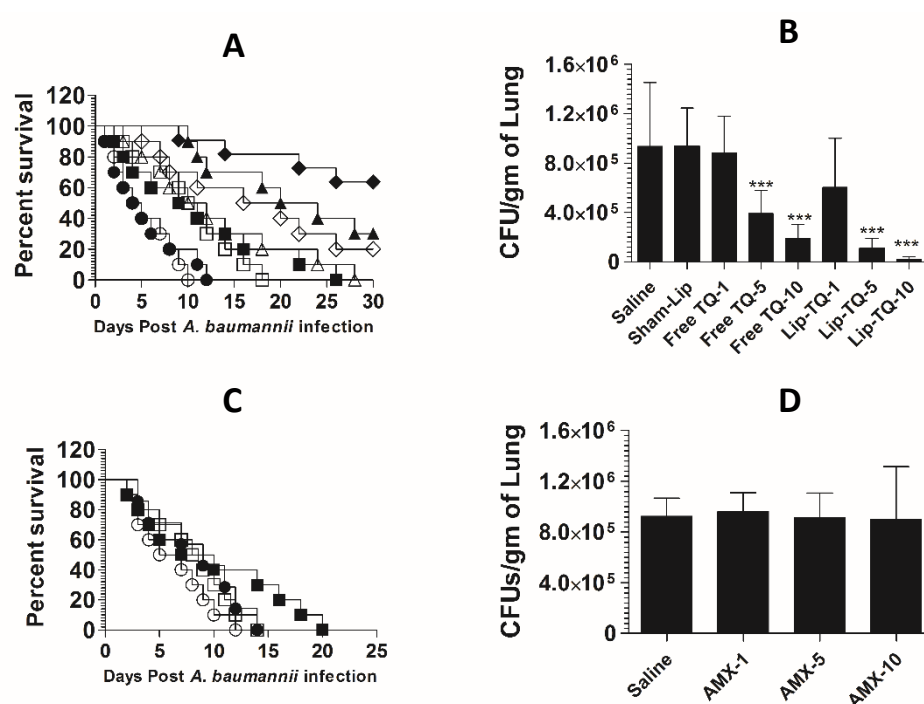 A
120
100
80
60
40
20
0
Percent survival
0 5 10 15 20 25 30
Days Post A. baumannii infection
B
1.6×10⁶
1.2×10⁶
8.0×10⁵
4.0×10⁵
0
CFU/gm of Lung
*** *** *** ***
Saline
Sham-Lip
Free TQ-1
Free TQ-5
Free TQ-10
Lip-TQ-1
Lip-TQ-5
Lip-TQ-10
C
120
100
80
60
40
20
0
Percent survival
0 5 10 15 20 25
Days Post A. baumannii infection
D
1.6×10⁶
1.2×10⁶
8.0×10⁵
4.0×10⁵
0
CFUs/gm of Lung
Saline
AMX-1
AMX-5
AMX-10